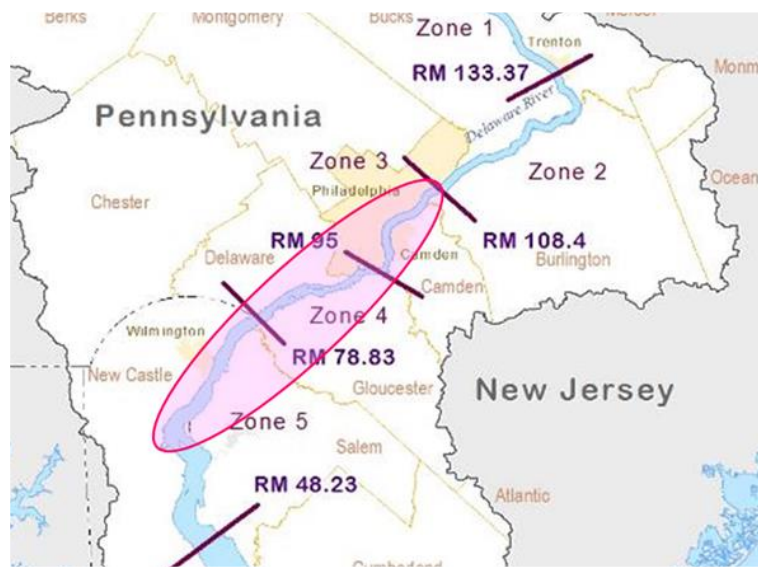 Berks
Montgomery
Bucks
Mercer
Zone 1
Trenton
RM 133.37
Monm
Delaware River
Pennsylvania
Zone 3
Zone 2
Philadelphia
Ocean
Chester
RM 95
RM 108.4
Delaware
Camden
Burlington
Camden
Zone 4
Wilmington
RM 78.83
New Castle
Gloucester
New Jersey
Zone 5
Salem
RM 48.23
Atlantic
Cumberland